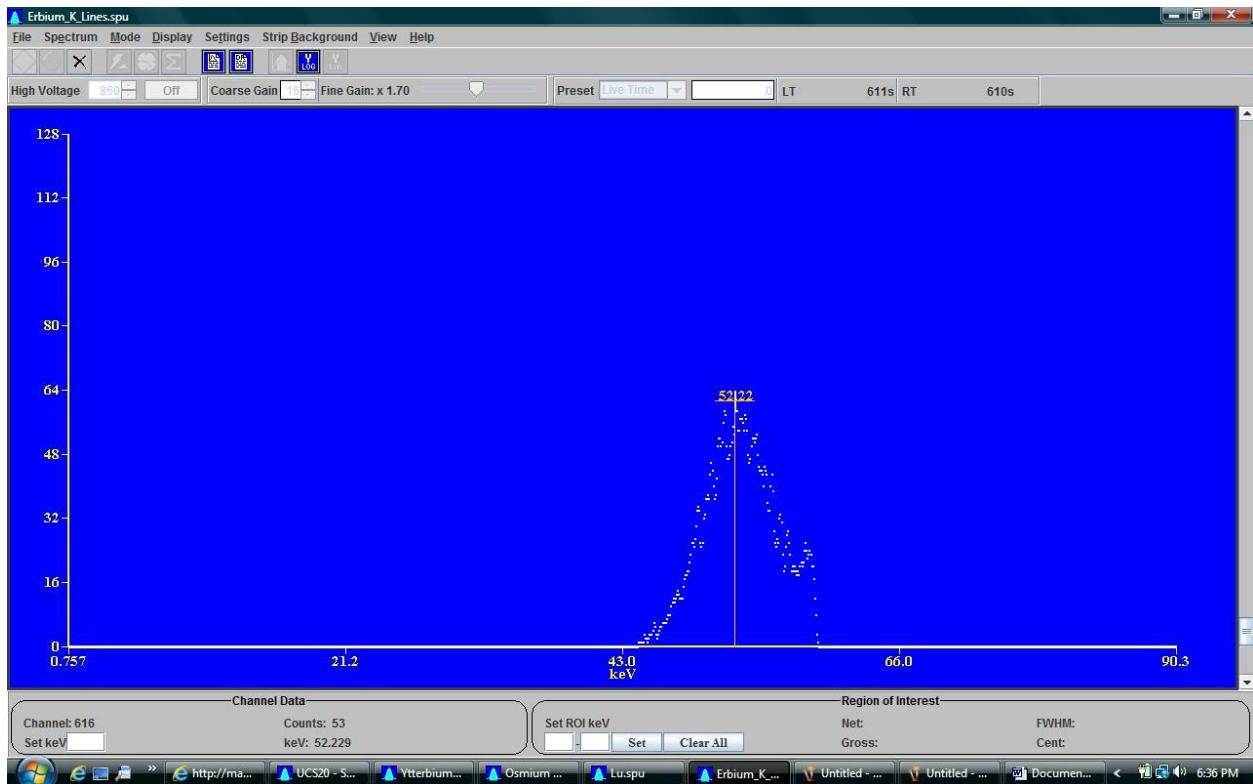 Erbium_K_Lines.spu
File Spectrum Mode Display Settings Strip Background View Help
High Voltage 860 Off Coarse Gain 16 Fine Gain: x 1.70 Preset Live Time 0 LT 611s RT 610s
128
112
96
80
64
52.22
48
32
16
0
0.757 21.2 43.0 66.0 90.3
keV
Channel Data Region of Interest
Channel: 616 Counts: 53 Set ROI keV Net: FWHM:
Set keV keV: 52.229 - Set Clear All Gross: Cent:
http://ma... UCS20 - S... Ytterbium... Osmium ... Lu.spu Erbium_K_... Untitled - ... Untitled - ... Documen... 6:36 PM